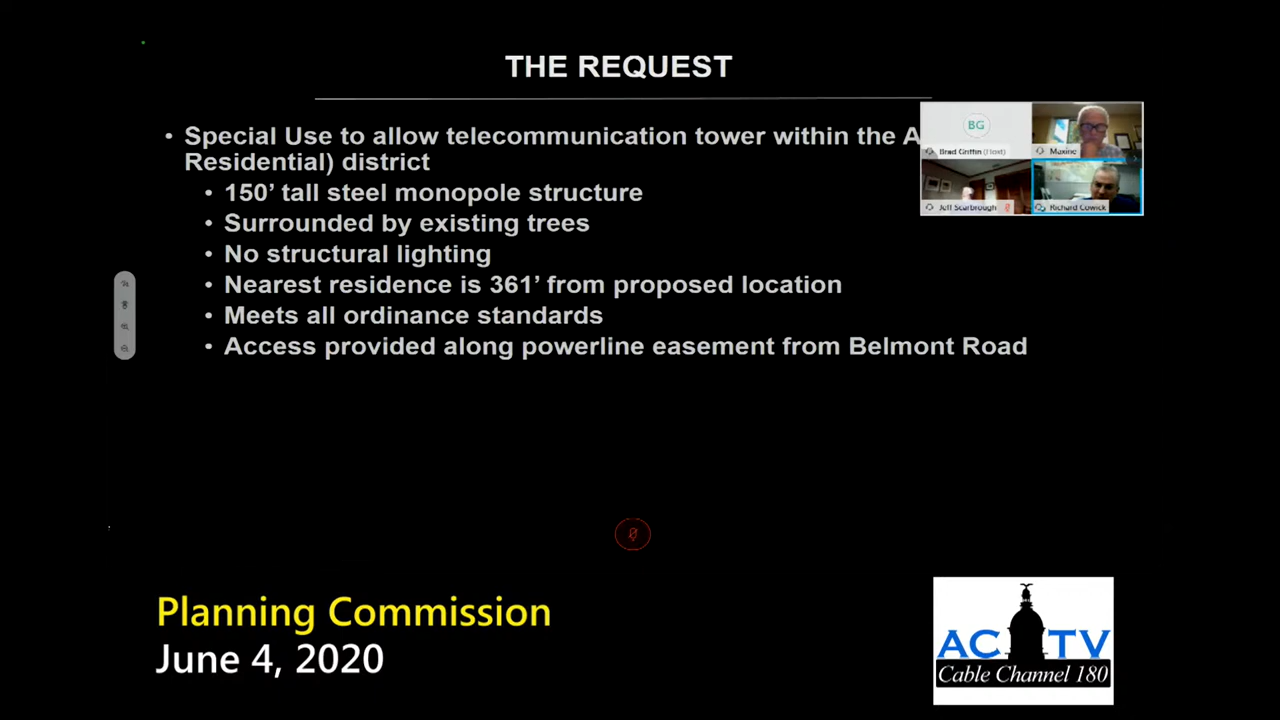 THE REQUEST
• Special Use to allow telecommunication tower within the A
Residential) district
• 150’ tall steel monopole structure
• Surrounded by existing trees
• No structural lighting
• Nearest residence is 361’ from proposed location
• Meets all ordinance standards
• Access provided along powerline easement from Belmont Road
BG
Brad Griffin (Host)
Maxine
Jeff Scarbrough
Richard Cowick
Planning Commission
June 4, 2020
AC TV
Cable Channel 180